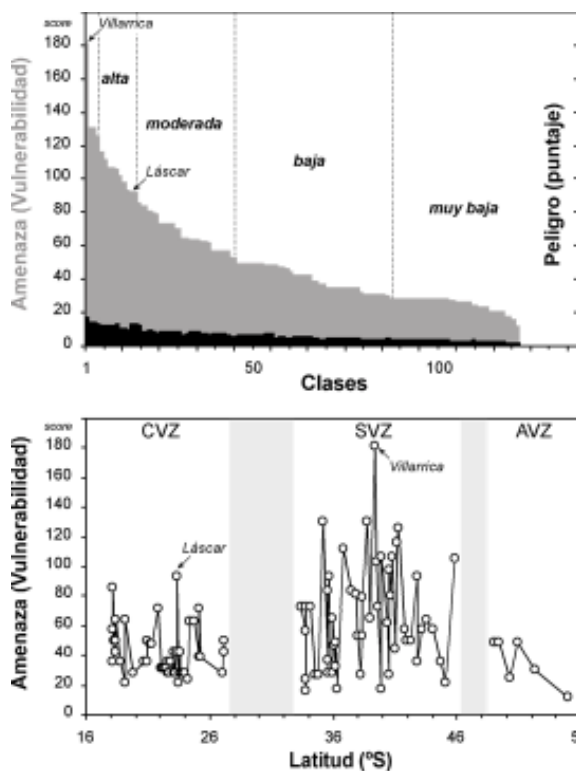 score
Villarrica
180
160
alta
140
moderada
120
100
Láscar
baja
80
muy baja
60
40
20
0
Amenaza (Vulnerabilidad)
Peligro (puntaje)
1 50 100
Clases
score
CVZ SVZ AVZ
180
Villarrica
160
140
120
100
Láscar
80
60
40
20
0
Amenaza (Vulnerabilidad)
16 26 36 46
Latitud (ºS)